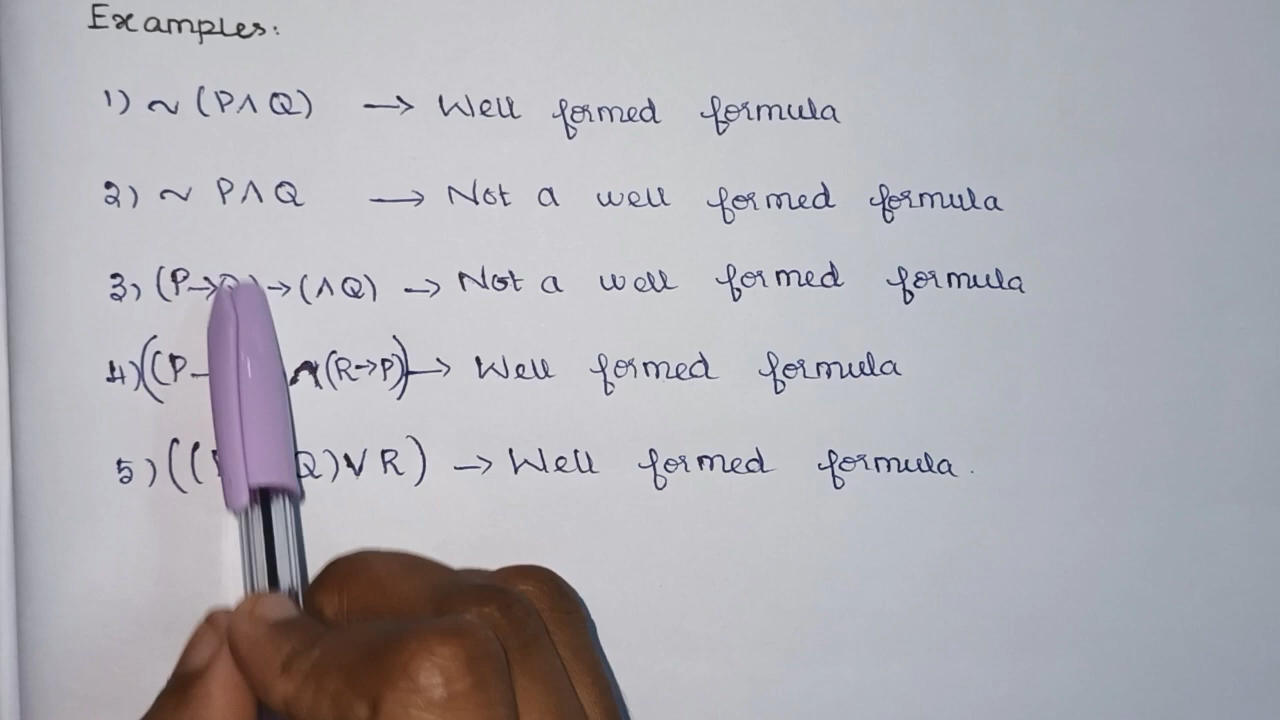 Examples:
1) ~ (P∧Q) → Well formed formula
2) ~ P∧Q → Not a well formed formula
3) (P→ )→(∧Q) → Not a well formed formula
4)((P ∧(R→P)) → Well formed formula
5) (( Q)∨R) → Well formed formula.